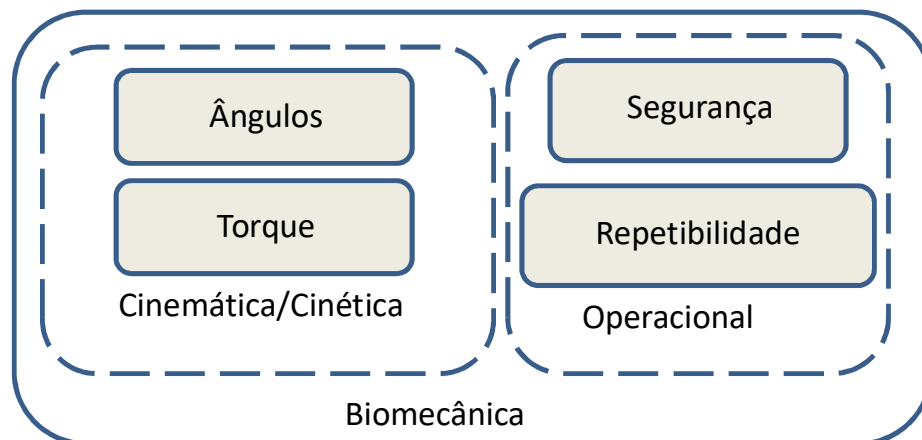 Ângulos
Torque
Cinemática/Cinética
Segurança
Repetibilidade
Operacional
Biomecânica